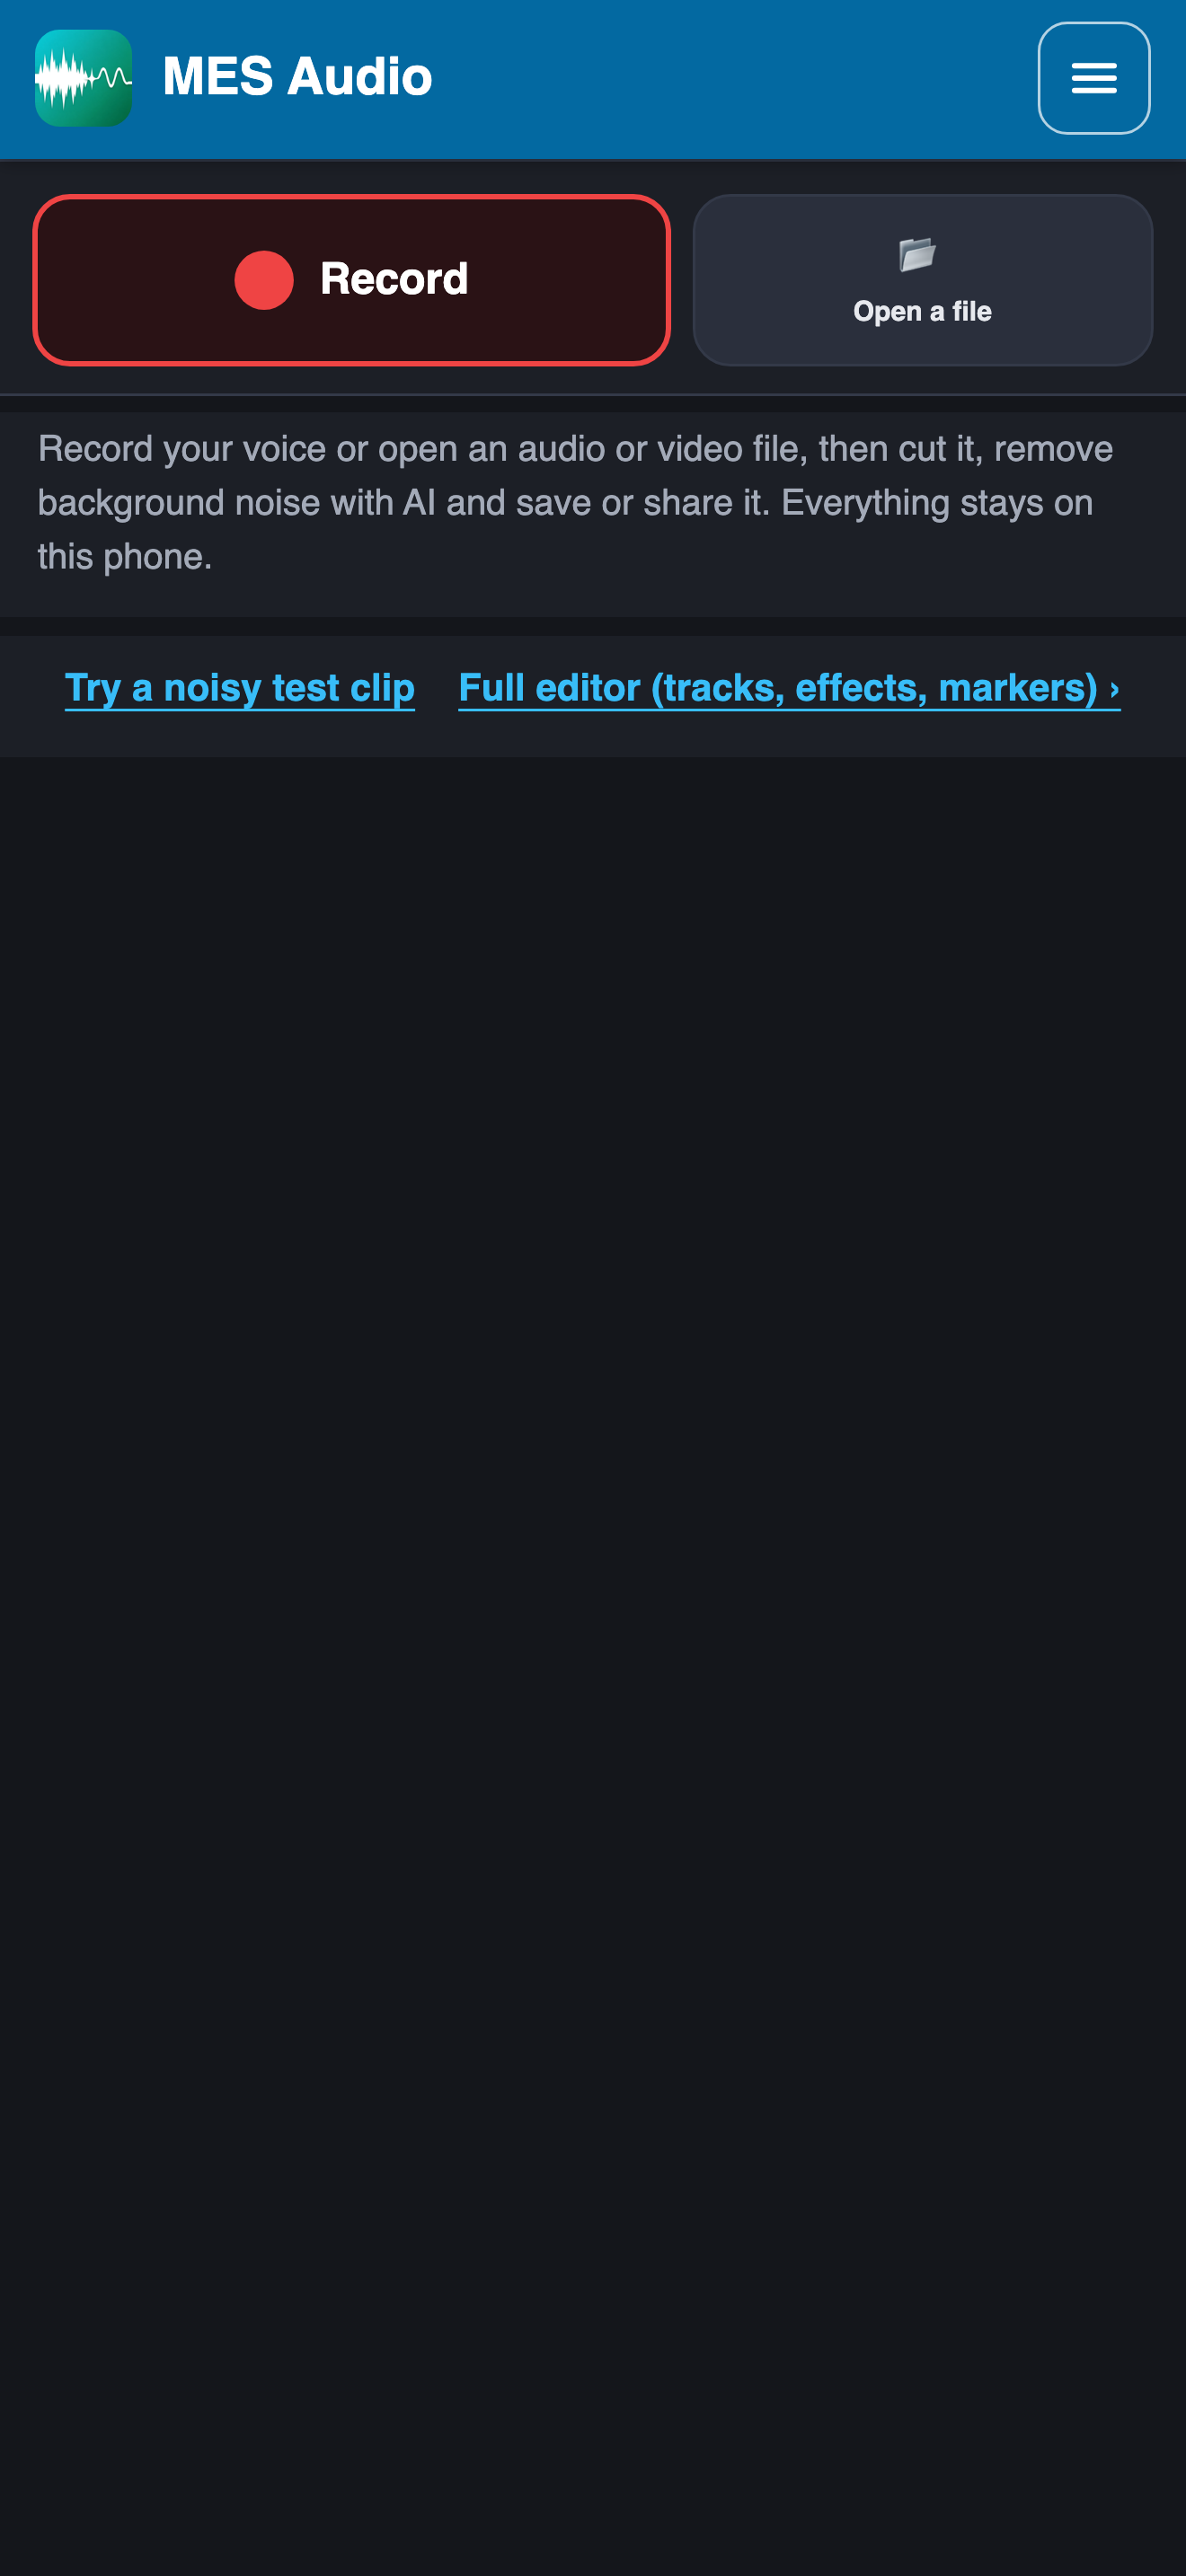 MES Audio
Record
Open a file
Record your voice or open an audio or video file, then cut it, remove
background noise with AI and save or share it. Everything stays on
this phone.
Try a noisy test clip
Full editor (tracks, effects, markers) ›